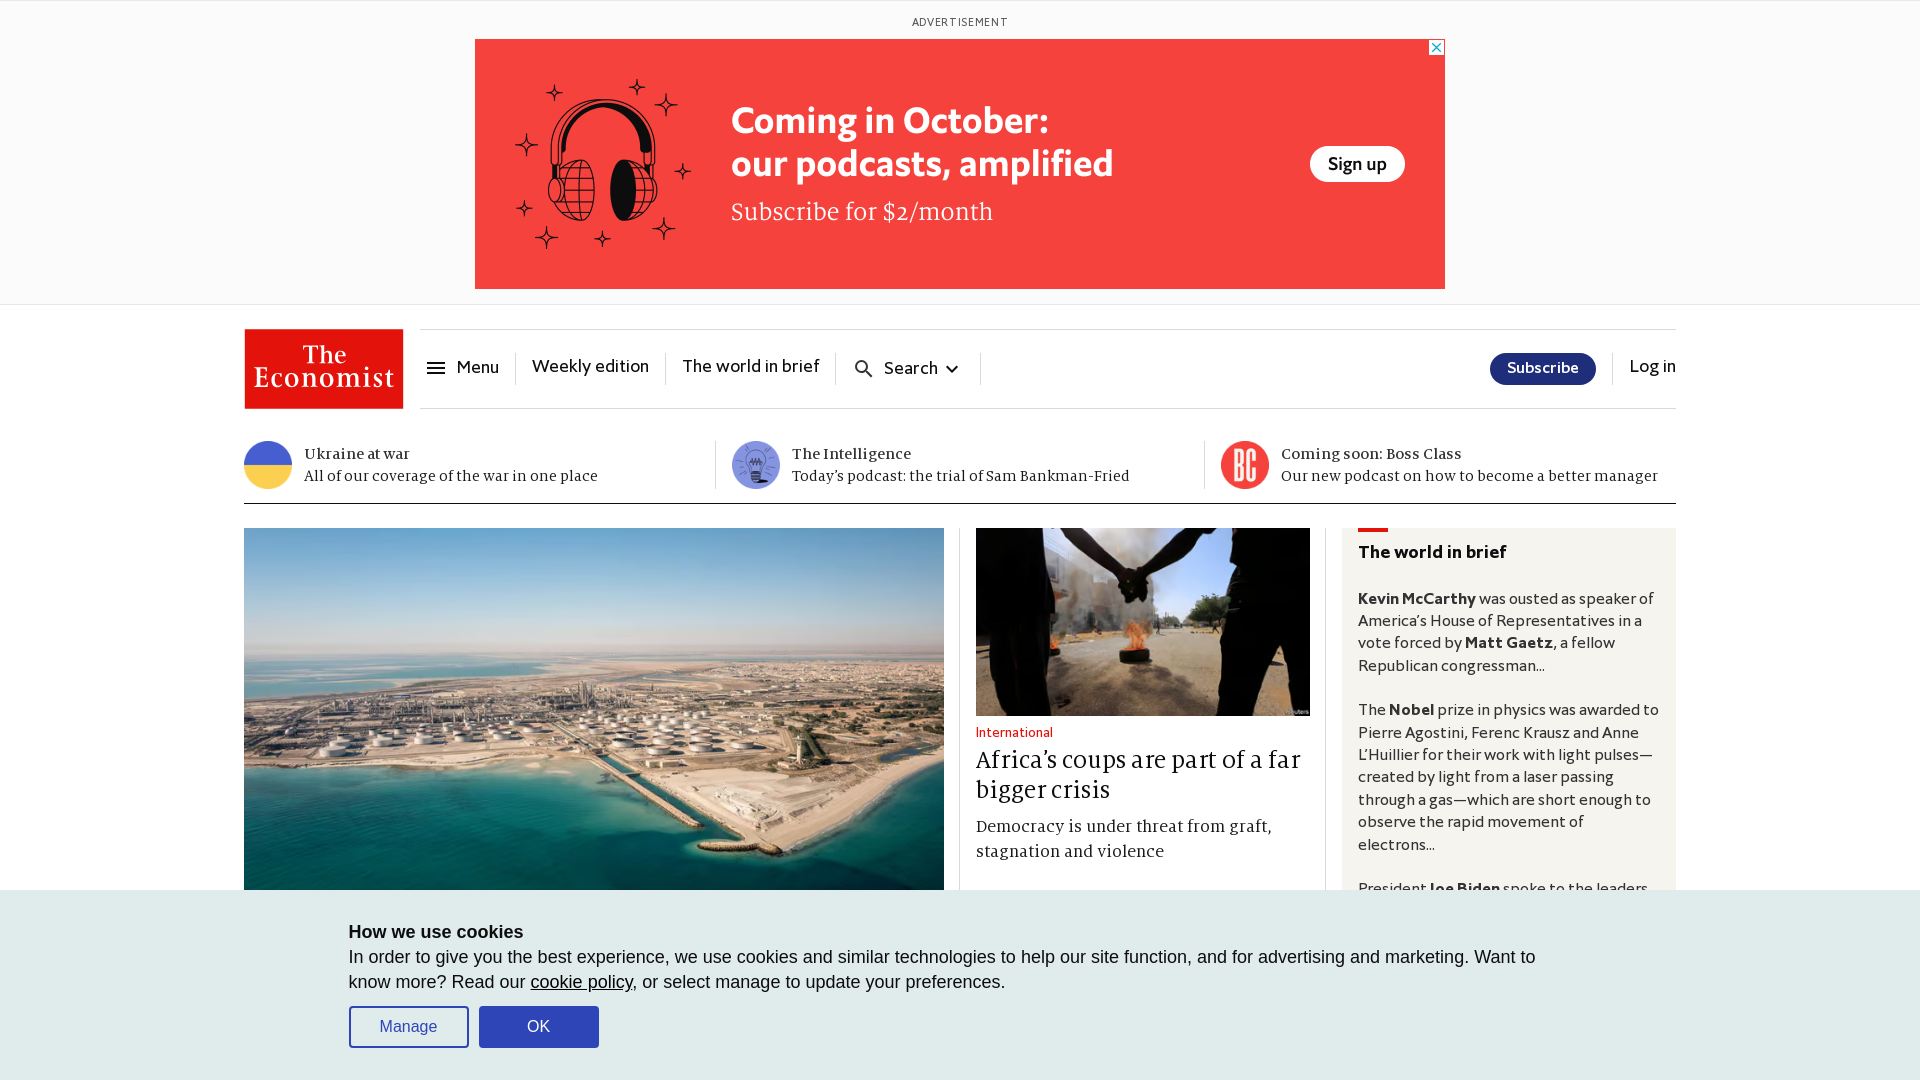 ADVERTISEMENT
Coming in October:
our podcasts, amplified
Subscribe for $2/month
Sign up
The
Economist
Menu
Weekly edition
The world in brief
Search
Subscribe
Log in
Ukraine at war
All of our coverage of the war in one place
The Intelligence
Today’s podcast: the trial of Sam Bankman-Fried
BC
Coming soon: Boss Class
Our new podcast on how to become a better manager
International
Africa’s coups are part of a far
bigger crisis
Democracy is under threat from graft,
stagnation and violence
The world in brief
Kevin McCarthy was ousted as speaker of
America’s House of Representatives in a
vote forced by Matt Gaetz, a fellow
Republican congressman…
The Nobel prize in physics was awarded to
Pierre Agostini, Ferenc Krausz and Anne
L’Huillier for their work with light pulses—
created by light from a laser passing
through a gas—which are short enough to
observe the rapid movement of
electrons…
President Joe Biden spoke to the leaders
How we use cookies
In order to give you the best experience, we use cookies and similar technologies to help our site function, and for advertising and marketing. Want to
know more? Read our cookie policy, or select manage to update your preferences.
Manage
OK